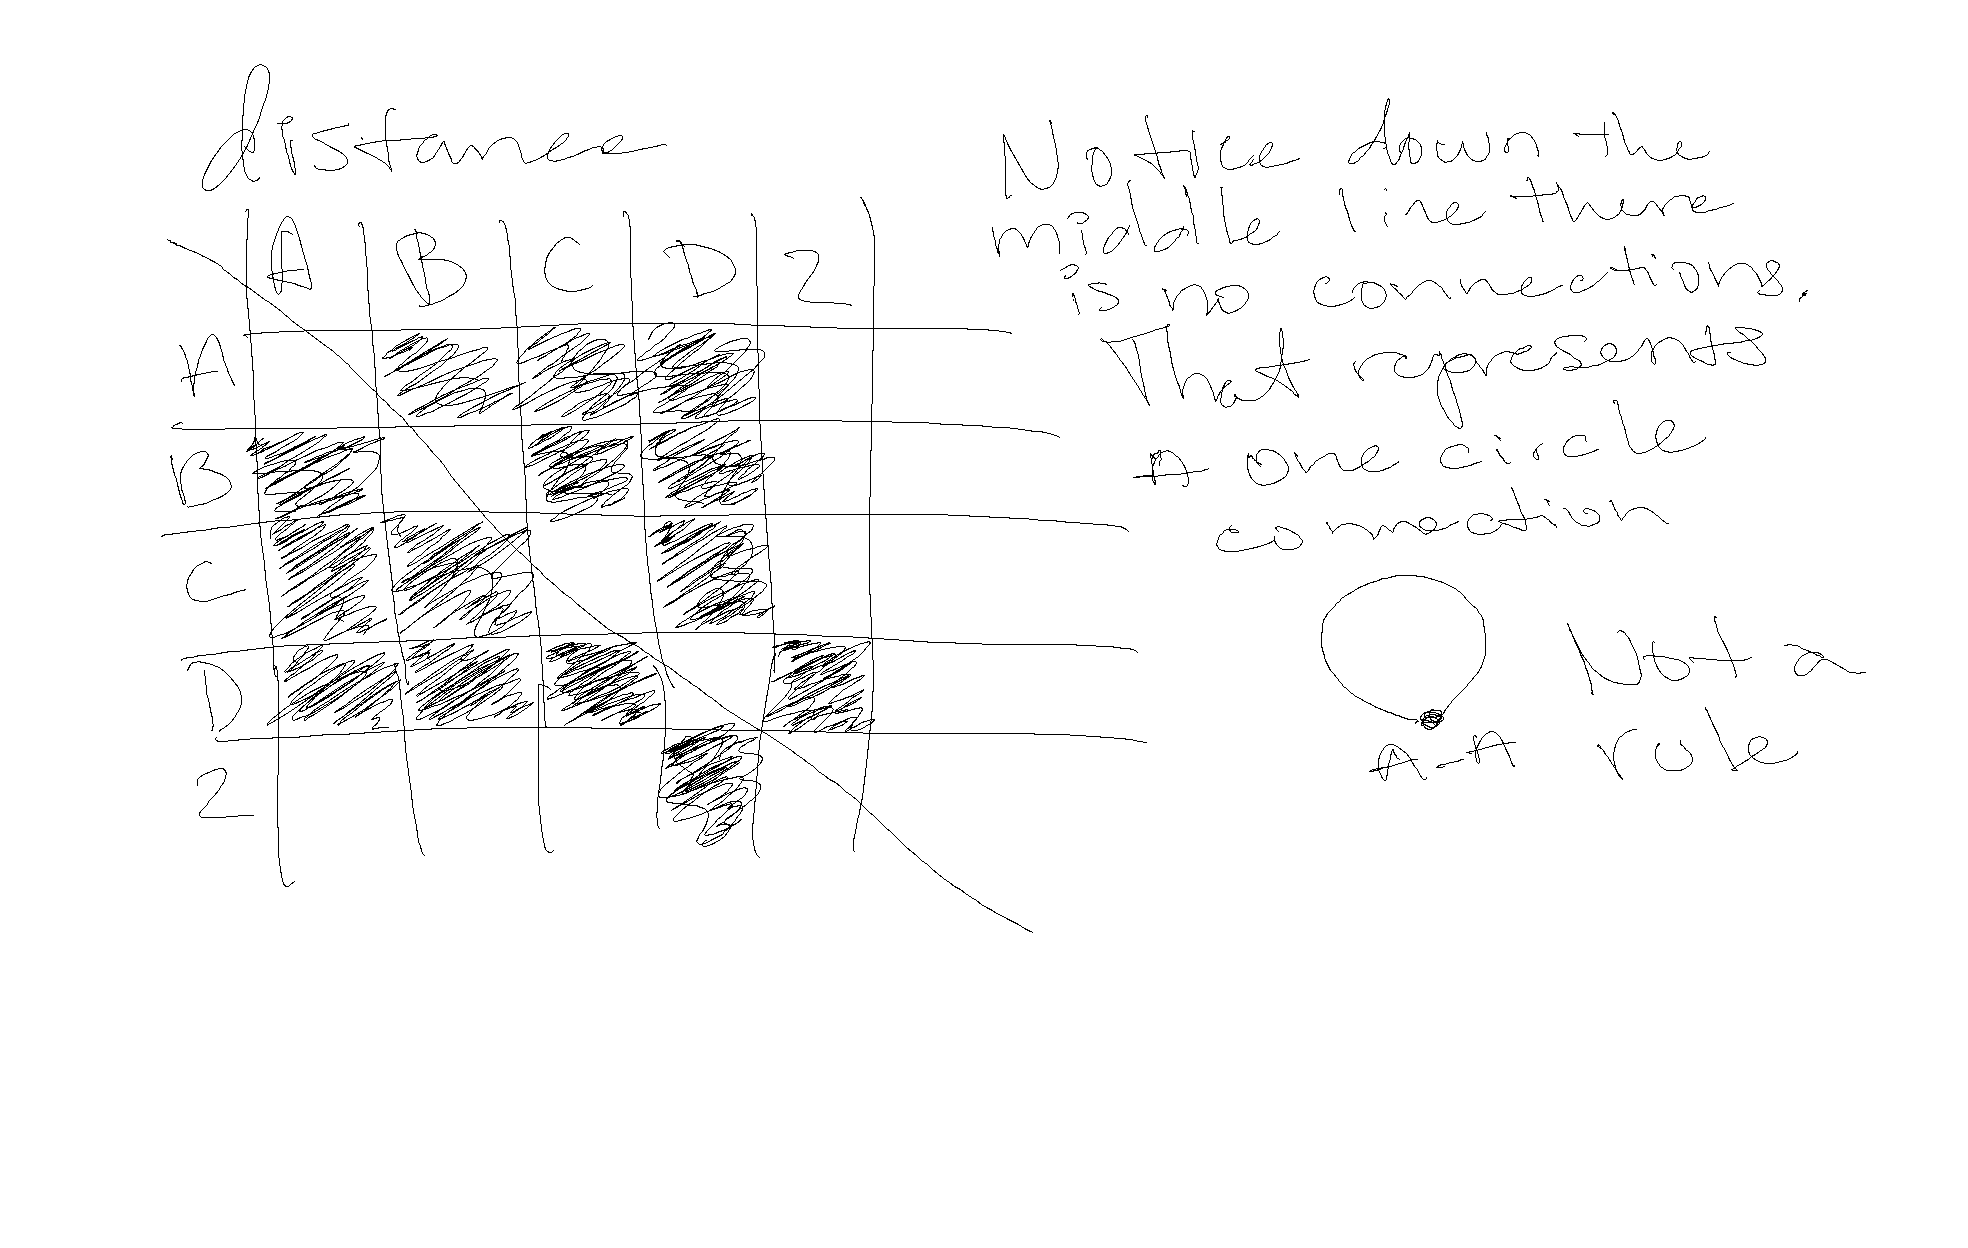 distance
A B C D 2
A
B
C
D
2
Notice down the
middle line there
is no connections.
That represents
A one circle
connection
Not a
rule
A-A